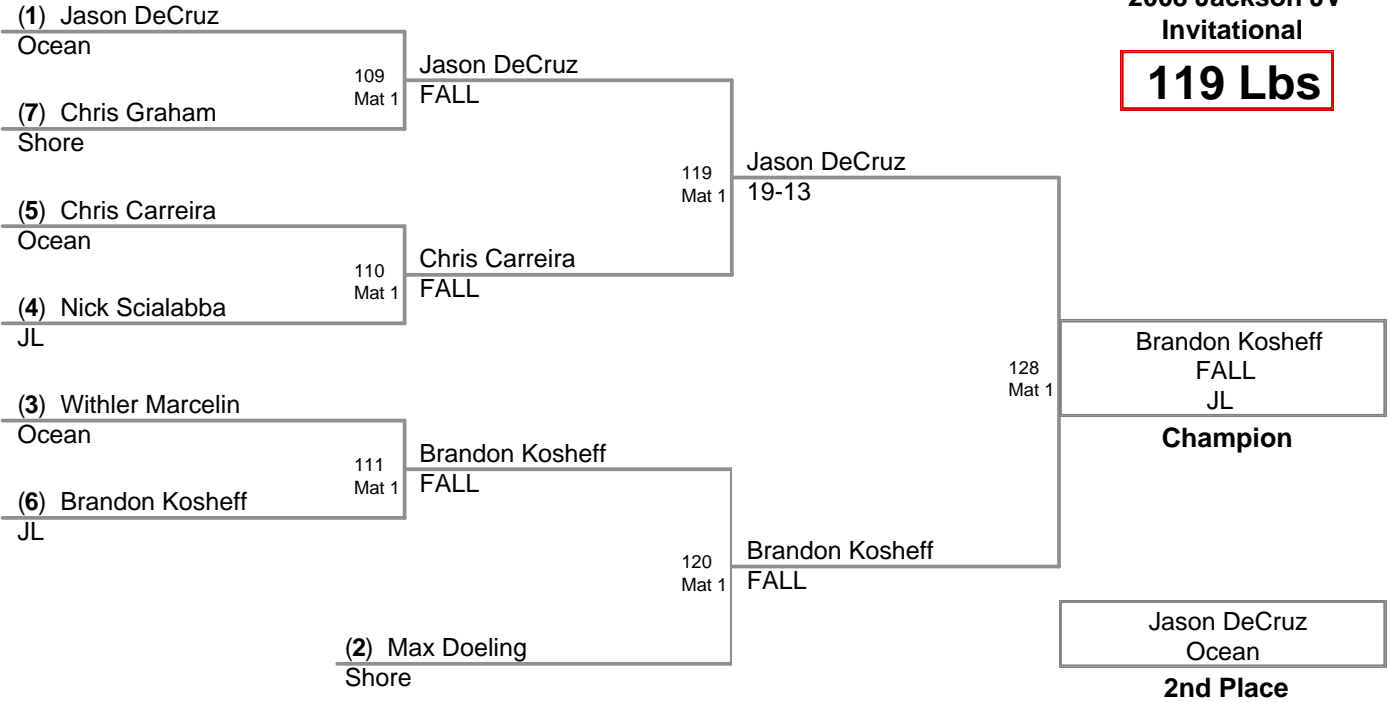 2008 Jackson JV
Invitational
119 Lbs
(1) Jason DeCruz
Ocean
109
Mat 1
Jason DeCruz
FALL
(7) Chris Graham
Shore
119
Mat 1
Jason DeCruz
19-13
(5) Chris Carreira
Ocean
110
Mat 1
Chris Carreira
FALL
(4) Nick Scialabba
JL
128
Mat 1
Brandon Kosheff
FALL
JL
Champion
(3) Withler Marcelin
Ocean
111
Mat 1
Brandon Kosheff
FALL
(6) Brandon Kosheff
JL
120
Mat 1
Brandon Kosheff
FALL
(2) Max Doeling
Shore
Jason DeCruz
Ocean
2nd Place